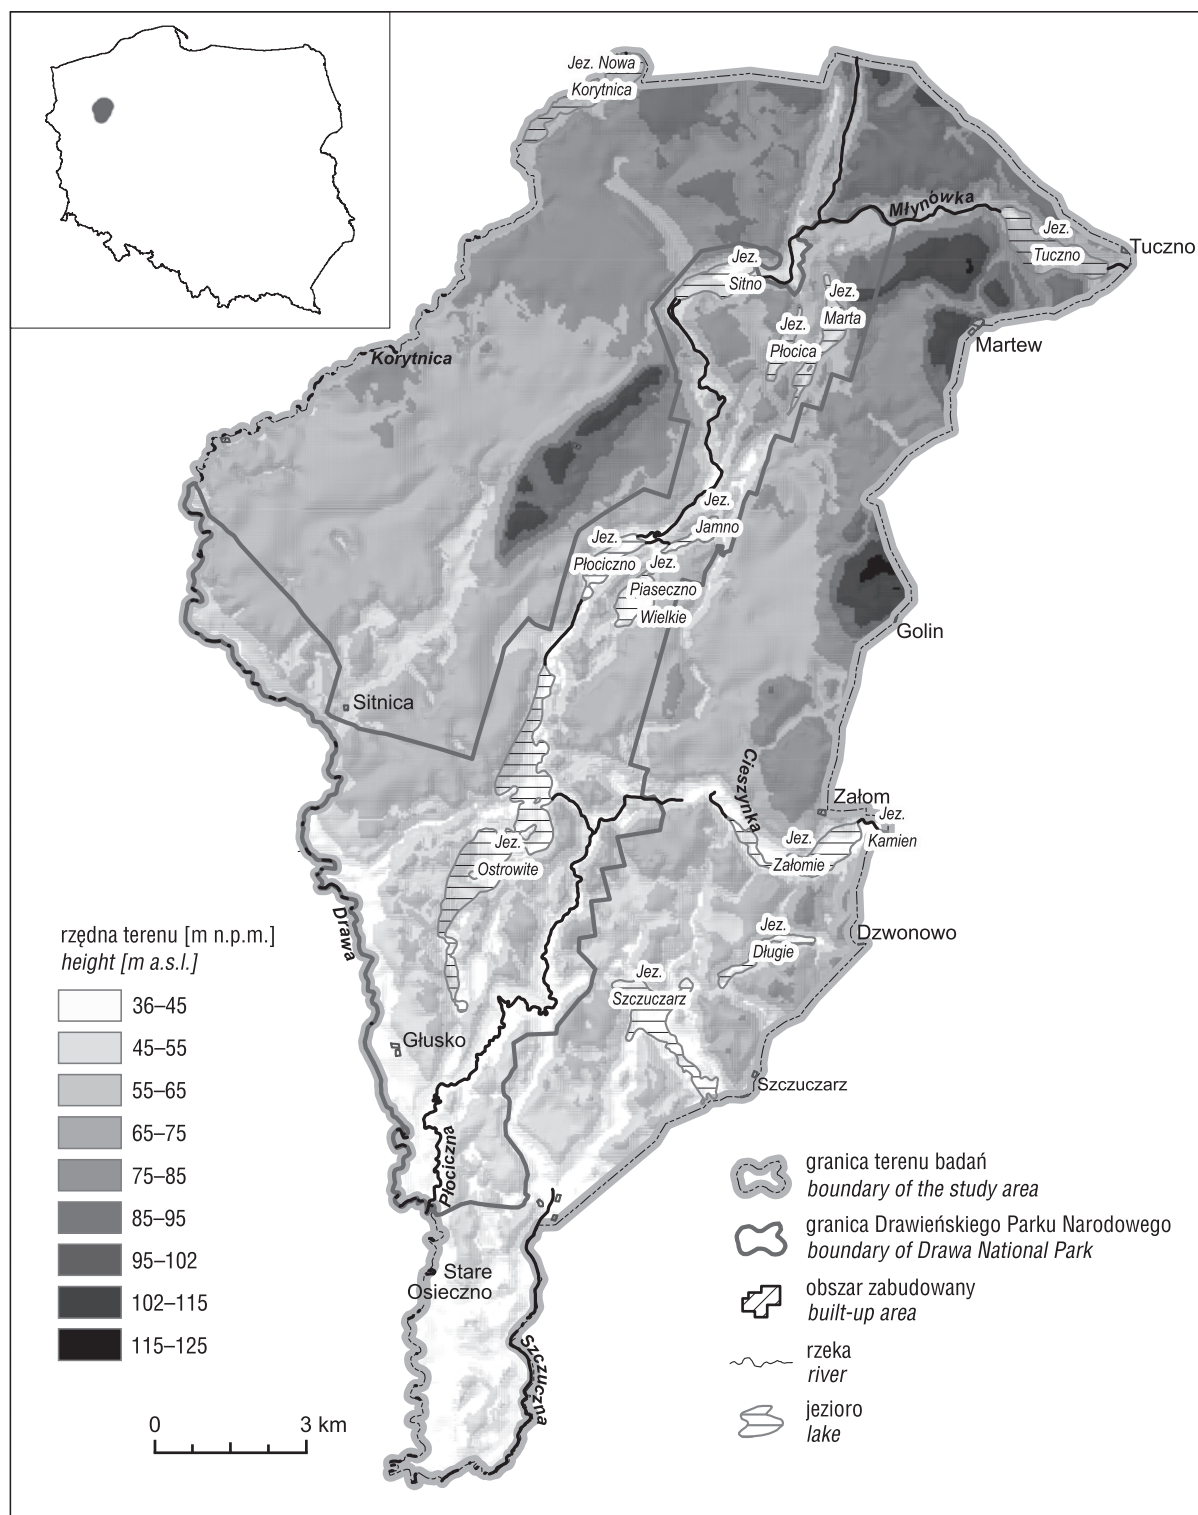 Jez. Nowa
Korytnica
Młynówka
Jez.
Tuczno
Tuczno
Jez.
Sitno
Jez.
Marta
Jez.
Płocica
Martew
Korytnica
Jez.
Jamno
Jez.
Płociczno
Jez.
Piaseczno
Wielkie
Golin
Sitnica
Cieszynka
Załom
Jez.
Kamien
Jez.
Załomie
Jez.
Ostrowite
Drawa
Dzwonowo
Jez.
Długie
Jez.
Szczuczarz
Głusko
Szczuczarz
Płociczna
Stare
Osieczno
Szczuczna
rzędna terenu [m n.p.m.]
height [m a.s.l.]
36–45
45–55
55–65
65–75
75–85
85–95
95–102
102–115
115–125
0 3 km
granica terenu badań
boundary of the study area
granica Drawieńskiego Parku Narodowego
boundary of Drawa National Park
obszar zabudowany
built-up area
rzeka
river
jezioro
lake